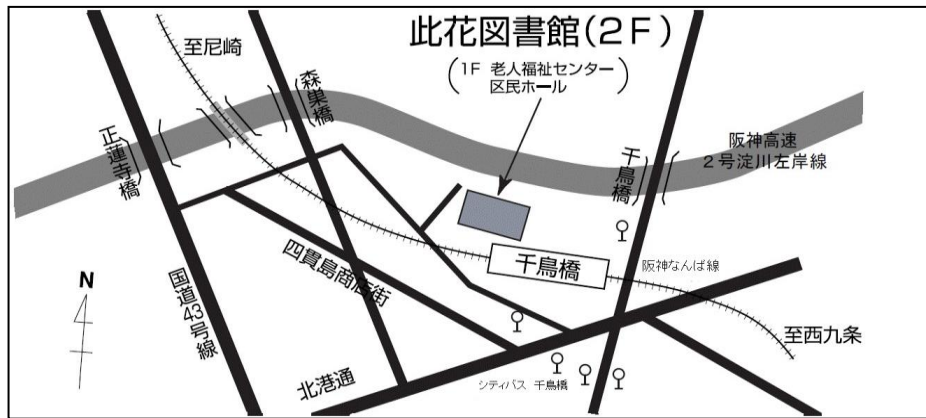 此花図書館(2F)
(1F 老人福祉センター
区民ホール)
至尼崎
森巣橋
正蓮寺橋
千鳥橋
阪神高速
2号淀川左岸線
四貫島商店街
千鳥橋
阪神なんば線
N
国道43号線
至西九条
北港通
シティバス 千鳥橋